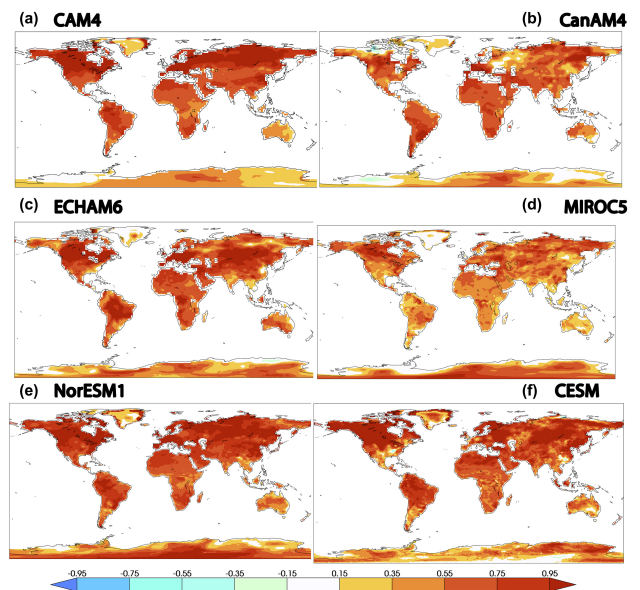 (a) CAM4
(b) CanAM4
(c) ECHAM6
(d) MIROC5
(e) NorESM1
(f) CESM
-0.95 -0.75 -0.55 -0.35 -0.15 0.15 0.35 0.55 0.75 0.95